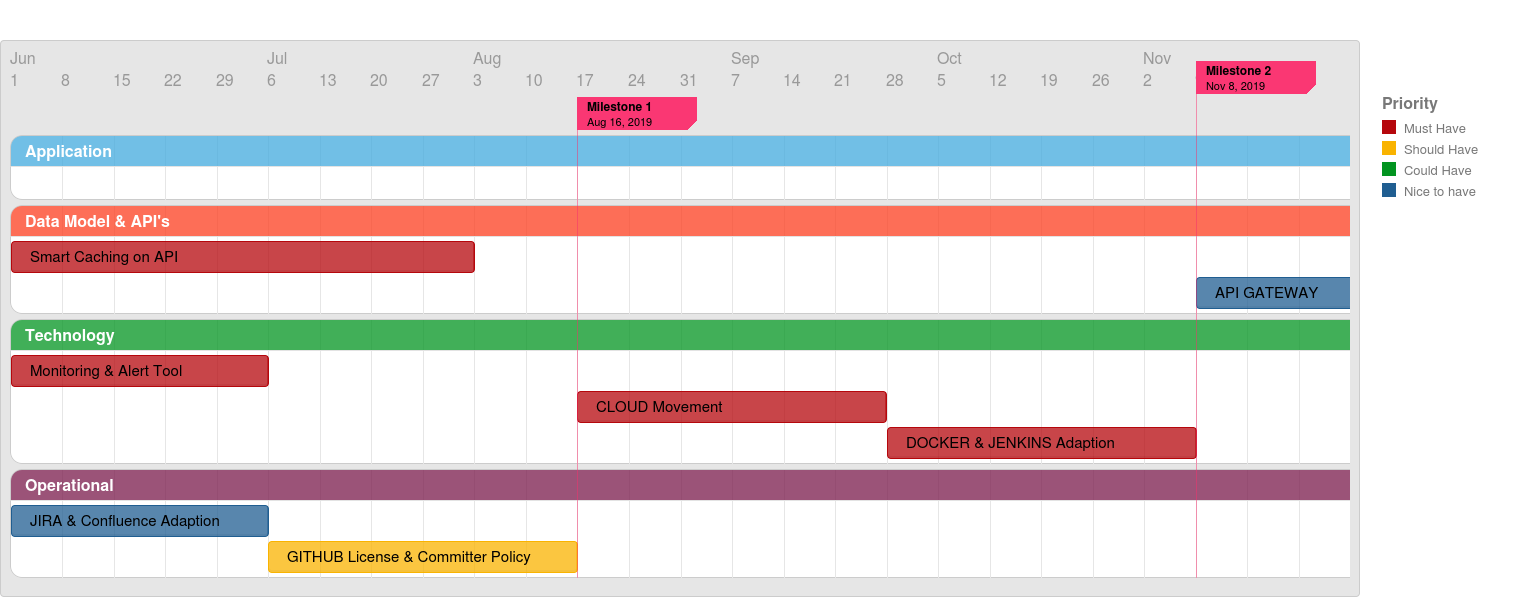 Jun Jul Aug Sep Oct Nov
1 8 15 22 29 6 13 20 27 3 10 17 24 31 7 14 21 28 5 12 19 26 2
Milestone 2
Nov 8, 2019
Milestone 1
Aug 16, 2019
Application
Data Model & API's
Smart Caching on API
API GATEWAY
Technology
Monitoring & Alert Tool
CLOUD Movement
DOCKER & JENKINS Adaption
Operational
JIRA & Confluence Adaption
GITHUB License & Committer Policy
Priority
Must Have
Should Have
Could Have
Nice to have